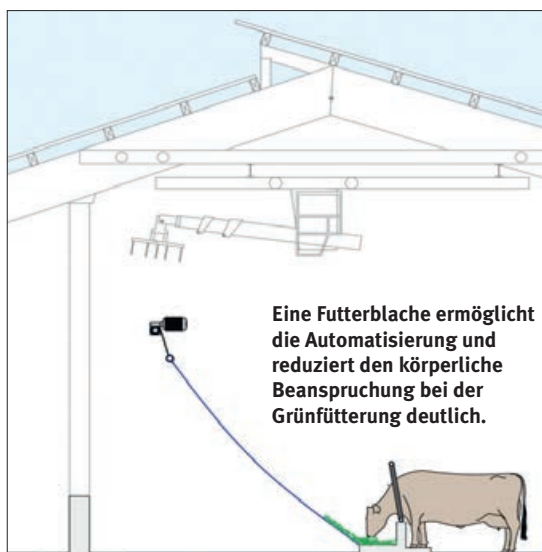 Eine Futterblache ermöglicht
die Automatisierung und
reduziert den körperliche
Beanspruchung bei der
Grünfütterung deutlich.